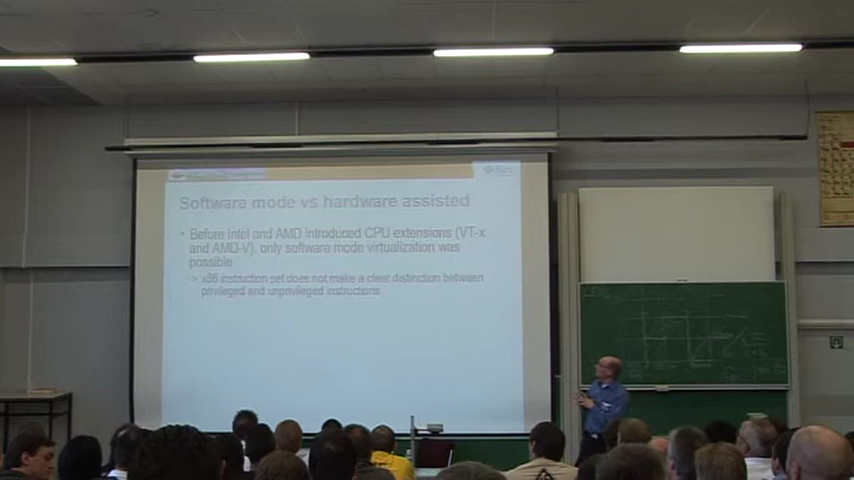 Sun
Software mode vs hardware assisted
• Before Intel and AMD introduced CPU extensions (VT-x
and AMD-V), only software mode virtualization was
possible
> x86 instruction set does not make a clear distinction between
privileged and unprivileged instructions